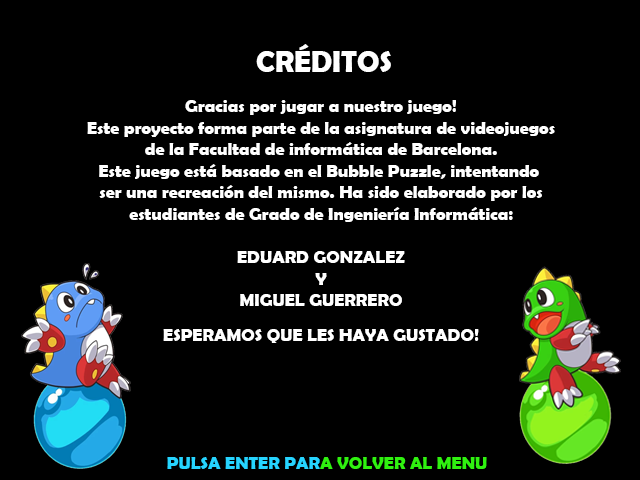 CRÉDITOS
Gracias por jugar a nuestro juego!
Este proyecto forma parte de la asignatura de videojuegos
de la Facultad de informática de Barcelona.
Este juego está basado en el Bubble Puzzle, intentando
ser una recreación del mismo. Ha sido elaborado por los
estudiantes de Grado de Ingeniería Informática:
EDUARD GONZALEZ
Y
MIGUEL GUERRERO
ESPERAMOS QUE LES HAYA GUSTADO!
PULSA ENTER PARA VOLVER AL MENU